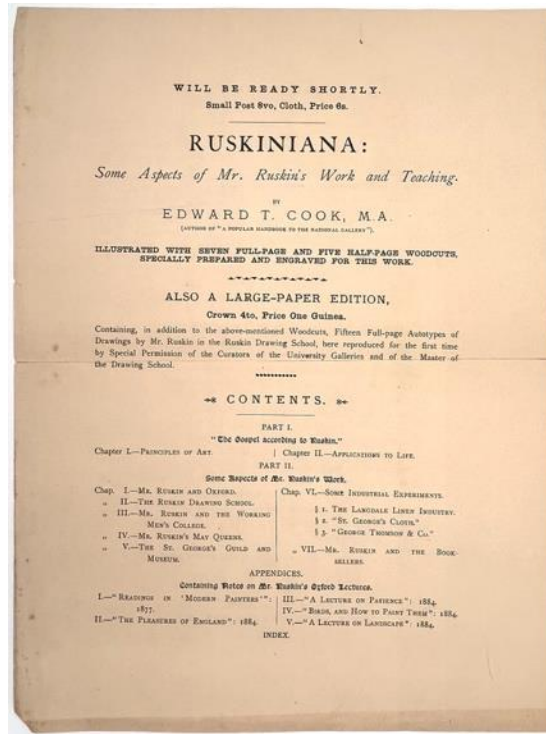 WILL BE READY SHORTLY.
Small Post 8vo, Cloth, Price 6s.
RUSKINIANA:
Some Aspects of Mr. Ruskin's Work and Teaching.
BY
EDWARD T. COOK, M.A.
(AUTHOR OF "A POPULAR HANDBOOK TO THE NATIONAL GALLERY").
ILLUSTRATED WITH SEVEN FULL-PAGE AND FIVE HALF-PAGE WOODCUTS,
SPECIALLY PREPARED AND ENGRAVED FOR THIS WORK.
ALSO A LARGE-PAPER EDITION,
Crown 4to, Price One Guinea.
Containing, in addition to the above-mentioned Woodcuts, Fifteen Full-page Autotypes of
Drawings by Mr. Ruskin in the Ruskin Drawing School, here reproduced for the first time
by Special Permission of the Curators of the University Galleries and of the Master of
the Drawing School.
CONTENTS.
PART I.
"The Gospel according to Ruskin."
Chapter I.—PRINCIPLES OF ART. | Chapter II.—APPLICATIONS TO LIFE.
PART II.
Some Aspects of Mr. Ruskin's Work.
Chap. I.—MR. RUSKIN AND OXFORD.
„ II.—THE RUSKIN DRAWING SCHOOL.
„ III.—MR. RUSKIN AND THE WORKING
MEN'S COLLEGE.
„ IV.—MR. RUSKIN'S MAY QUEENS.
„ V.—THE ST. GEORGE'S GUILD AND
MUSEUM.
Chap. VI.—SOME INDUSTRIAL EXPERIMENTS.
§ 1. THE LANGDALE LINEN INDUSTRY.
§ 2. "ST. GEORGE'S CLOTH."
§ 3. "GEORGE THOMSON & CO."
„ VII.—MR. RUSKIN AND THE BOOK-
SELLERS.
APPENDICES.
Containing Notes on Mr. Ruskin's Oxford Lectures.
I.—"READINGS IN 'MODERN PAINTERS'":
1877.
II.—"THE PLEASURES OF ENGLAND": 1884.
III.—"A LECTURE ON PATIENCE": 1884.
IV.—"BIRDS, AND HOW TO PAINT THEM": 1884.
V.—"A LECTURE ON LANDSCAPE": 1884.
INDEX.